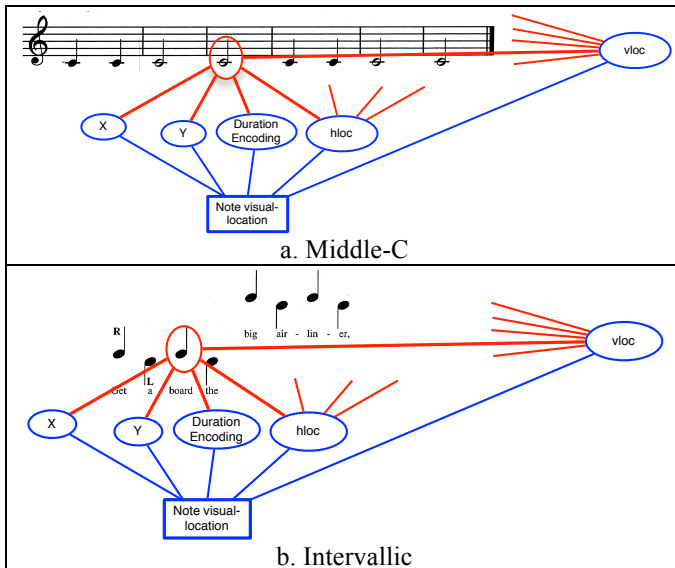 vloc
X
Y
Duration
Encoding
hloc
Note visual-
location
a. Middle-C
R
big air - lin - er,
L
Get a board the
vloc
X
Y
Duration
Encoding
hloc
Note visual-
location
b. Intervallic